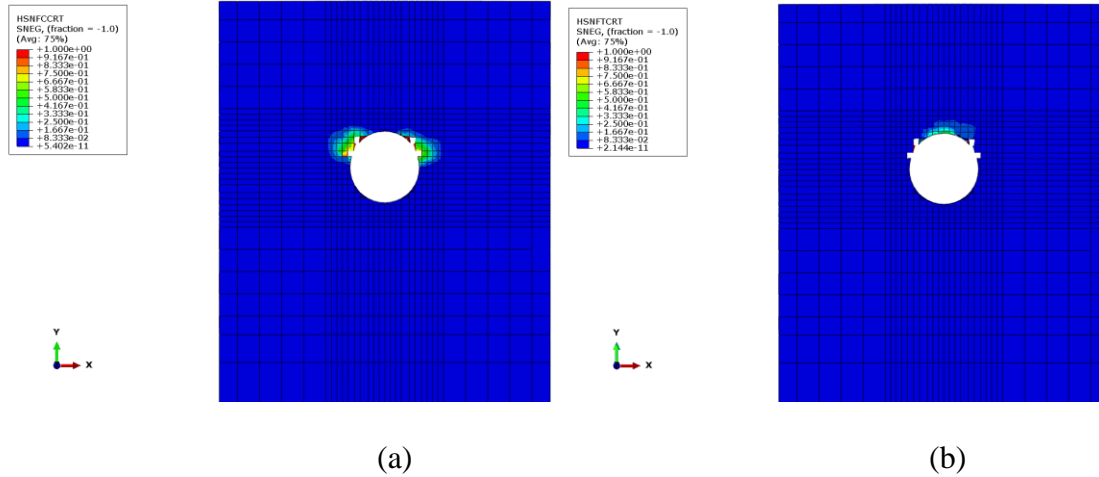 HSNFCCRT
SNEG, (fraction = -1.0)
(Avg: 75%)
+1.000e+00
+9.167e-01
+8.333e-01
+7.500e-01
+6.667e-01
+5.833e-01
+5.000e-01
+4.167e-01
+3.333e-01
+2.500e-01
+1.667e-01
+8.333e-02
+5.402e-11
Y
X
(a)
HSNFTCRT
SNEG, (fraction = -1.0)
(Avg: 75%)
+1.000e+00
+9.167e-01
+8.333e-01
+7.500e-01
+6.667e-01
+5.833e-01
+5.000e-01
+4.167e-01
+3.333e-01
+2.500e-01
+1.667e-01
+8.333e-02
+2.144e-11
Y
X
(b)